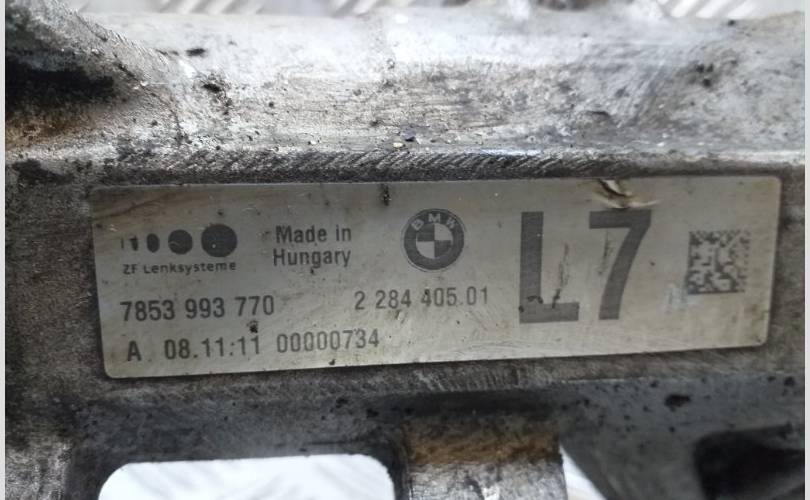 ZF Lenksysteme
Made in
Hungary
BMW
L7
7853 993 770
2 284 405.01
A 08.11.11 00000734